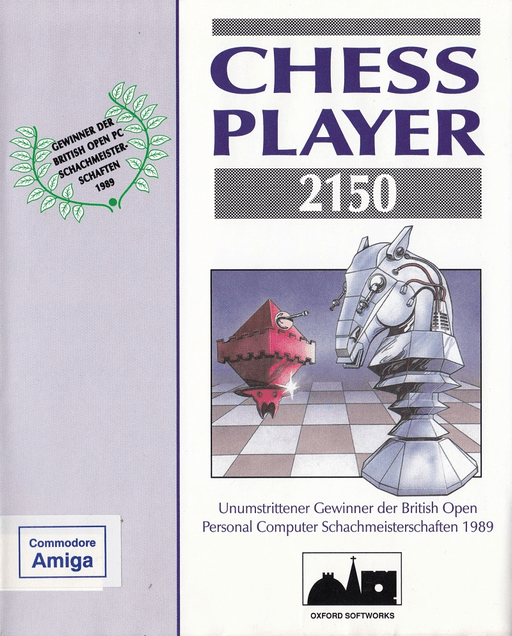 CHESS
PLAYER
2150
GEWINNER DER
BRITISH OPEN PC
SCHACHMEISTER-
SCHAFTEN
1989
Unumstrittener Gewinner der British Open
Personal Computer Schachmeisterschaften 1989
Commodore
Amiga
OXFORD SOFTWORKS